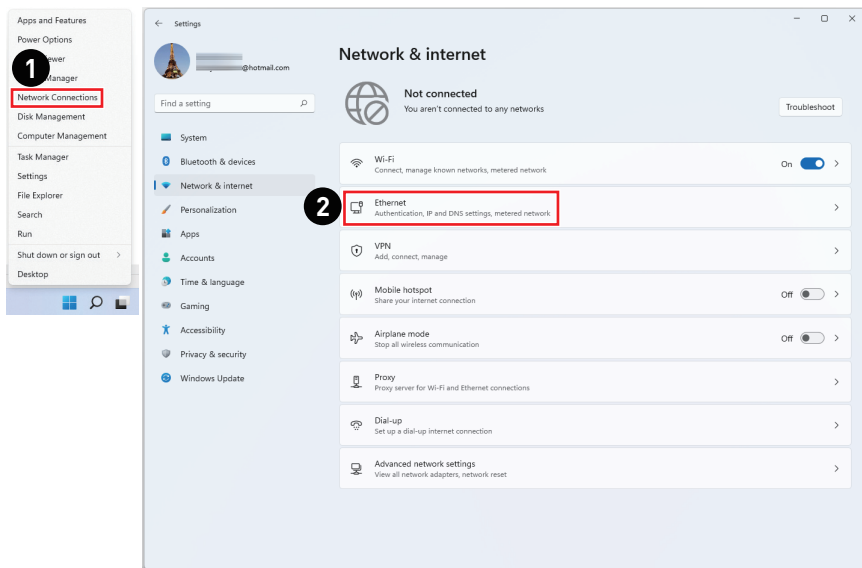 Apps and Features
Power Options
ewer
1
Manager
Network Connections
Disk Management
Computer Management
Task Manager
Settings
File Explorer
Search
Run
Shut down or sign out
Desktop
Settings
@hotmail.com
Find a setting
System
Bluetooth & devices
Network & internet
Personalization
Apps
Accounts
Time & language
Gaming
Accessibility
Privacy & security
Windows Update
Network & internet
Not connected
You aren't connected to any networks
Troubleshoot
Wi-Fi
Connect, manage known networks, metered network
On
2
Ethernet
Authentication, IP and DNS settings, metered network
VPN
Add, connect, manage
Mobile hotspot
Share your internet connection
Off
Airplane mode
Stop all wireless communication
Off
Proxy
Proxy server for Wi-Fi and Ethernet connections
Dial-up
Set up a dial-up internet connection
Advanced network settings
View all network adapters, network reset